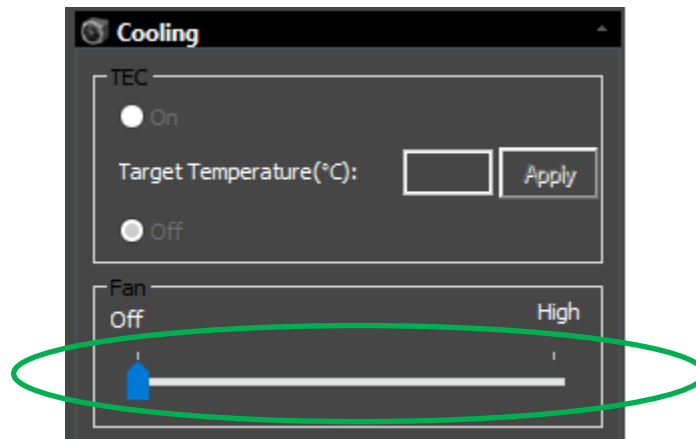 Cooling
TEC
On
Target Temperature(°C):
Apply
Off
Fan
Off
High